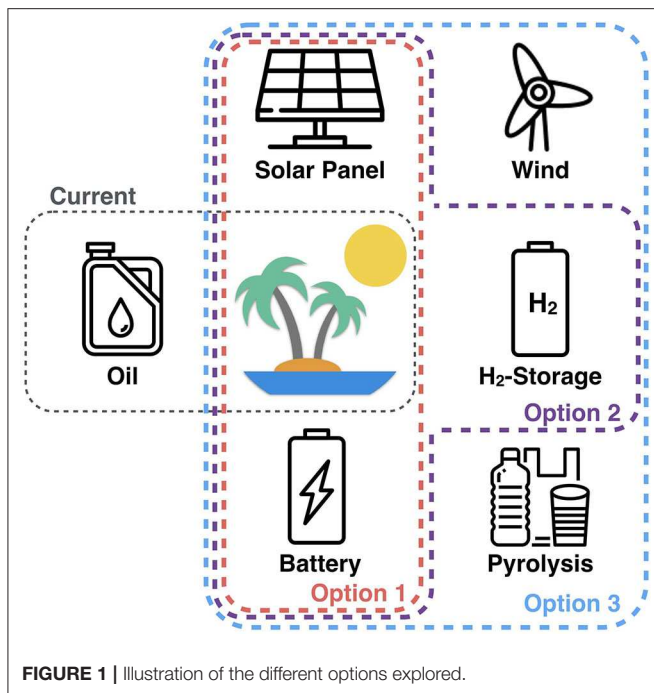 Solar Panel
Wind
Current
Oil
H₂
H₂-Storage
Option 2
Battery
Option 1
Pyrolysis
Option 3
FIGURE 1 | Illustration of the different options explored.